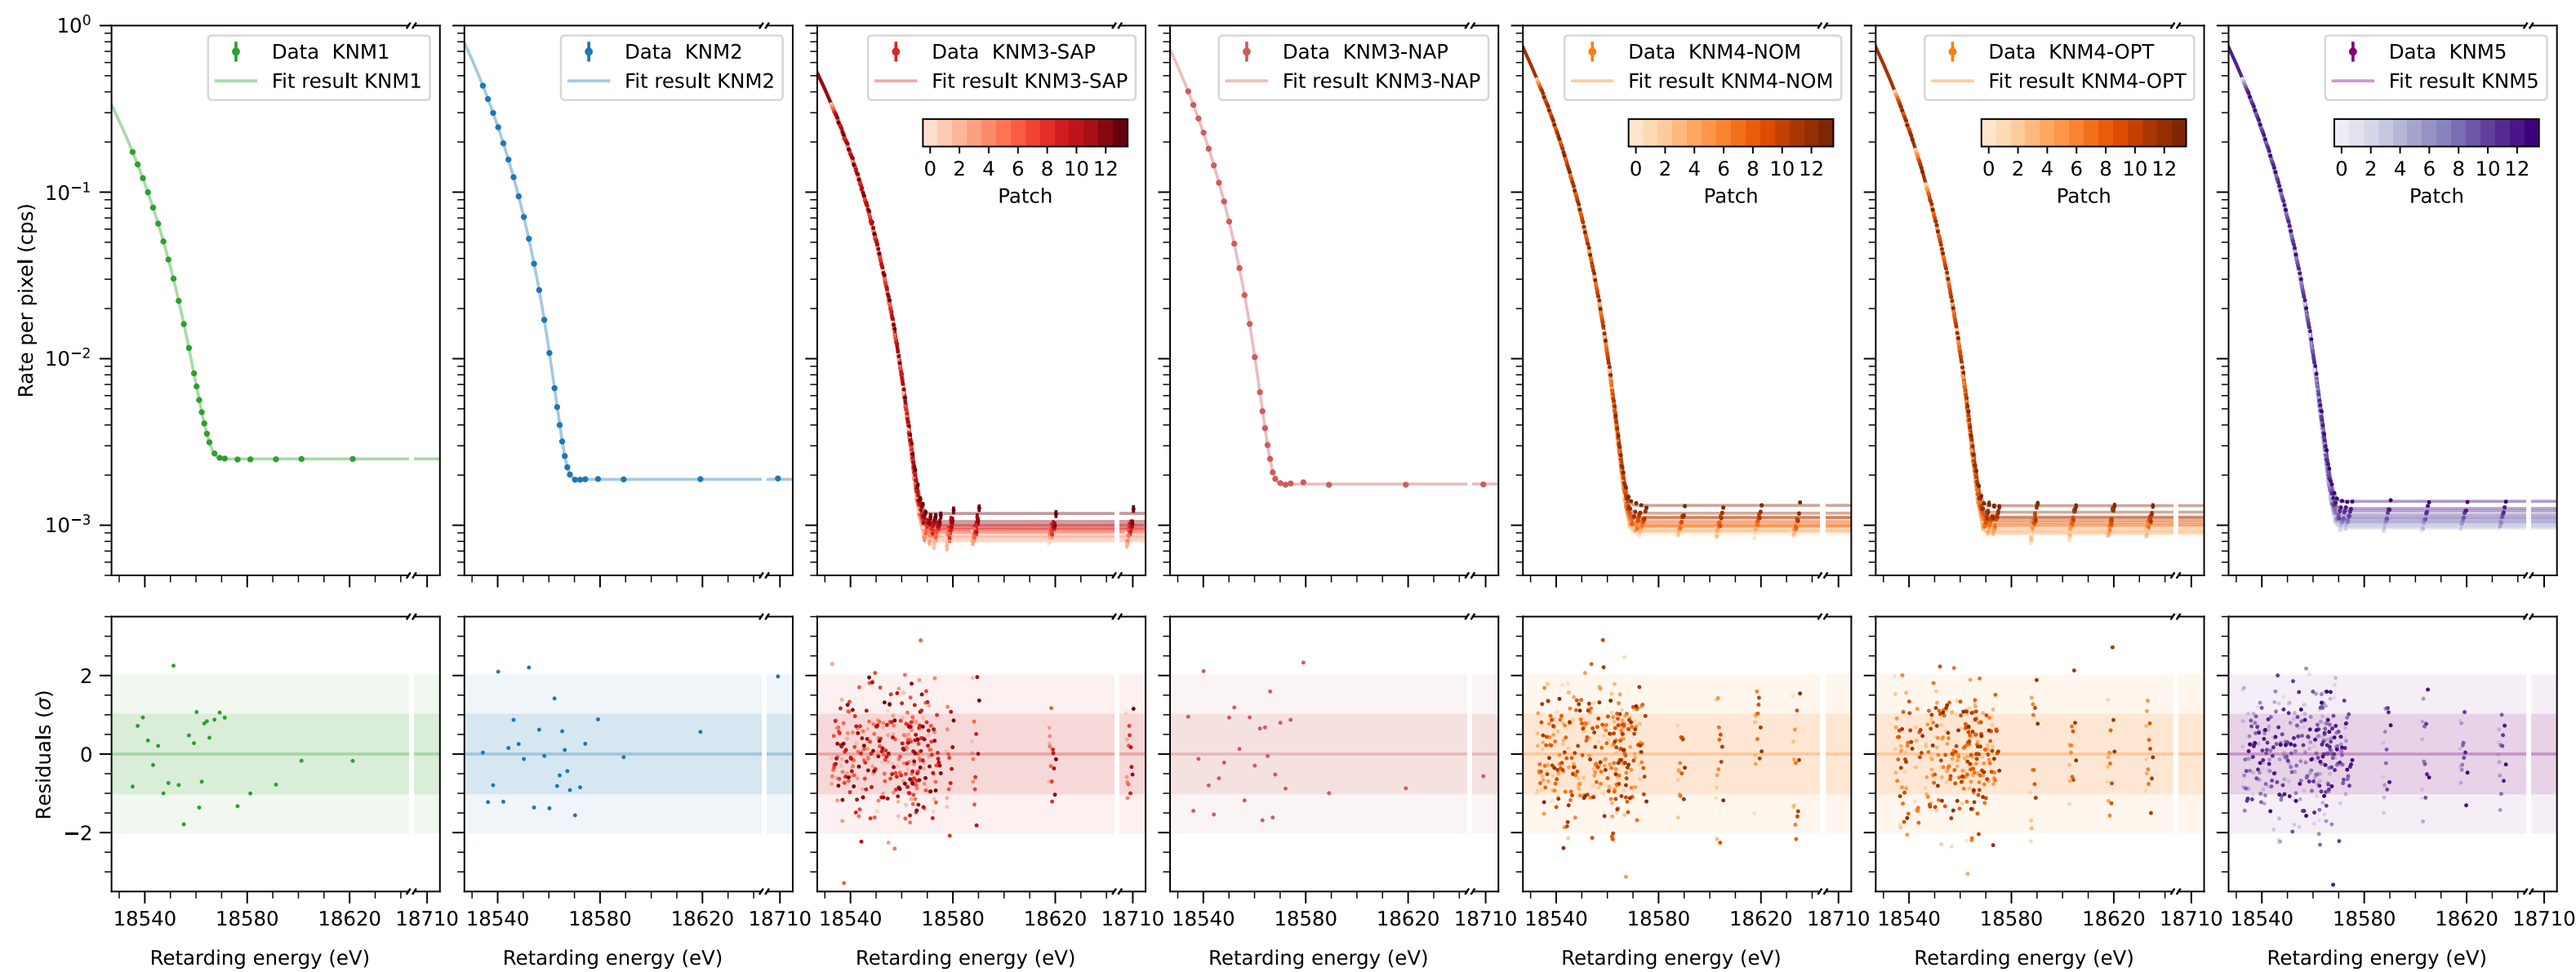 Rate per pixel (cps)
10⁰
10⁻¹
10⁻²
10⁻³
Data KNM1
Fit result KNM1
Data KNM2
Fit result KNM2
Data KNM3-SAP
Fit result KNM3-SAP
0 2 4 6 8 10 12
Patch
Data KNM3-NAP
Fit result KNM3-NAP
Data KNM4-NOM
Fit result KNM4-NOM
0 2 4 6 8 10 12
Patch
Data KNM4-OPT
Fit result KNM4-OPT
0 2 4 6 8 10 12
Patch
Data KNM5
Fit result KNM5
0 2 4 6 8 10 12
Patch
Residuals (σ)
2
0
−2
18540 18580 18620 18710
18540 18580 18620 18710
18540 18580 18620 18710
18540 18580 18620 18710
18540 18580 18620 18710
18540 18580 18620 18710
18540 18580 18620 18710
Retarding energy (eV)
Retarding energy (eV)
Retarding energy (eV)
Retarding energy (eV)
Retarding energy (eV)
Retarding energy (eV)
Retarding energy (eV)